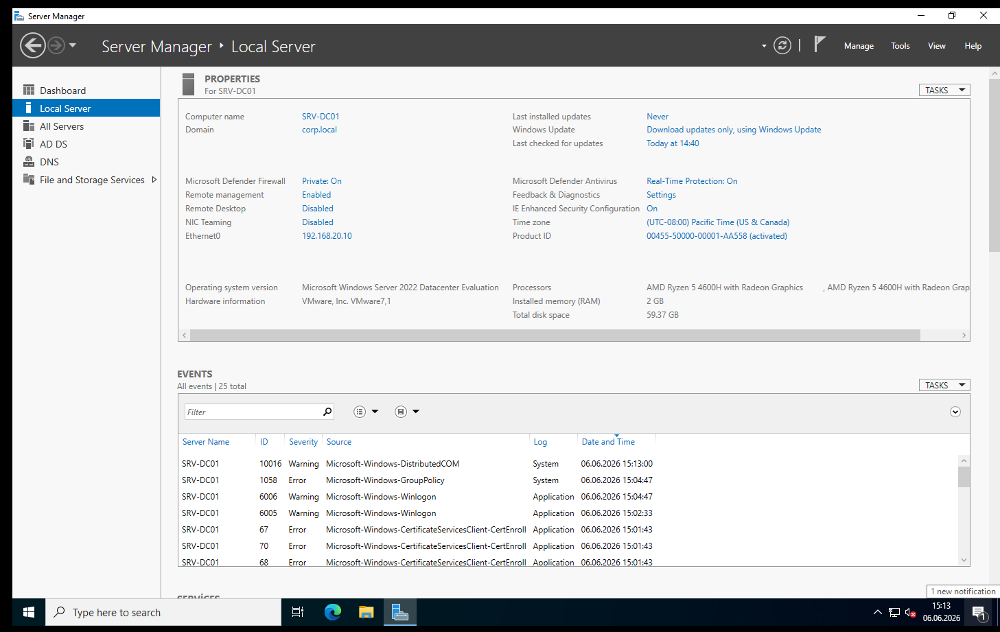 Server Manager
Server Manager ‣ Local Server
Manage Tools View Help
Dashboard
Local Server
All Servers
AD DS
DNS
File and Storage Services
PROPERTIES
For SRV-DC01
TASKS
Computer name SRV-DC01 Last installed updates Never
Domain corp.local Windows Update Download updates only, using Windows Update
Last checked for updates Today at 14:40
Microsoft Defender Firewall Private: On Microsoft Defender Antivirus Real-Time Protection: On
Remote management Enabled Feedback & Diagnostics Settings
Remote Desktop Disabled IE Enhanced Security Configuration On
NIC Teaming Disabled Time zone (UTC-08:00) Pacific Time (US & Canada)
Ethernet0 192.168.20.10 Product ID 00455-50000-00001-AA558 (activated)
Operating system version Microsoft Windows Server 2022 Datacenter Evaluation Processors AMD Ryzen 5 4600H with Radeon Graphics , AMD Ryzen 5 4600H with Radeon Grap
Hardware information VMware, Inc. VMware7,1 Installed memory (RAM) 2 GB
Total disk space 59.37 GB
EVENTS
All events | 25 total
TASKS
Filter
Server Name ID Severity Source Log Date and Time
SRV-DC01 10016 Warning Microsoft-Windows-DistributedCOM System 06.06.2026 15:13:00
SRV-DC01 1058 Error Microsoft-Windows-GroupPolicy System 06.06.2026 15:04:47
SRV-DC01 6006 Warning Microsoft-Windows-Winlogon Application 06.06.2026 15:04:47
SRV-DC01 6005 Warning Microsoft-Windows-Winlogon Application 06.06.2026 15:02:33
SRV-DC01 67 Error Microsoft-Windows-CertificateServicesClient-CertEnroll Application 06.06.2026 15:01:43
SRV-DC01 70 Error Microsoft-Windows-CertificateServicesClient-CertEnroll Application 06.06.2026 15:01:43
SRV-DC01 68 Error Microsoft-Windows-CertificateServicesClient-CertEnroll Application 06.06.2026 15:01:43
SERVİCES
1 new notification
Type here to search
15:13
06.06.2026
1